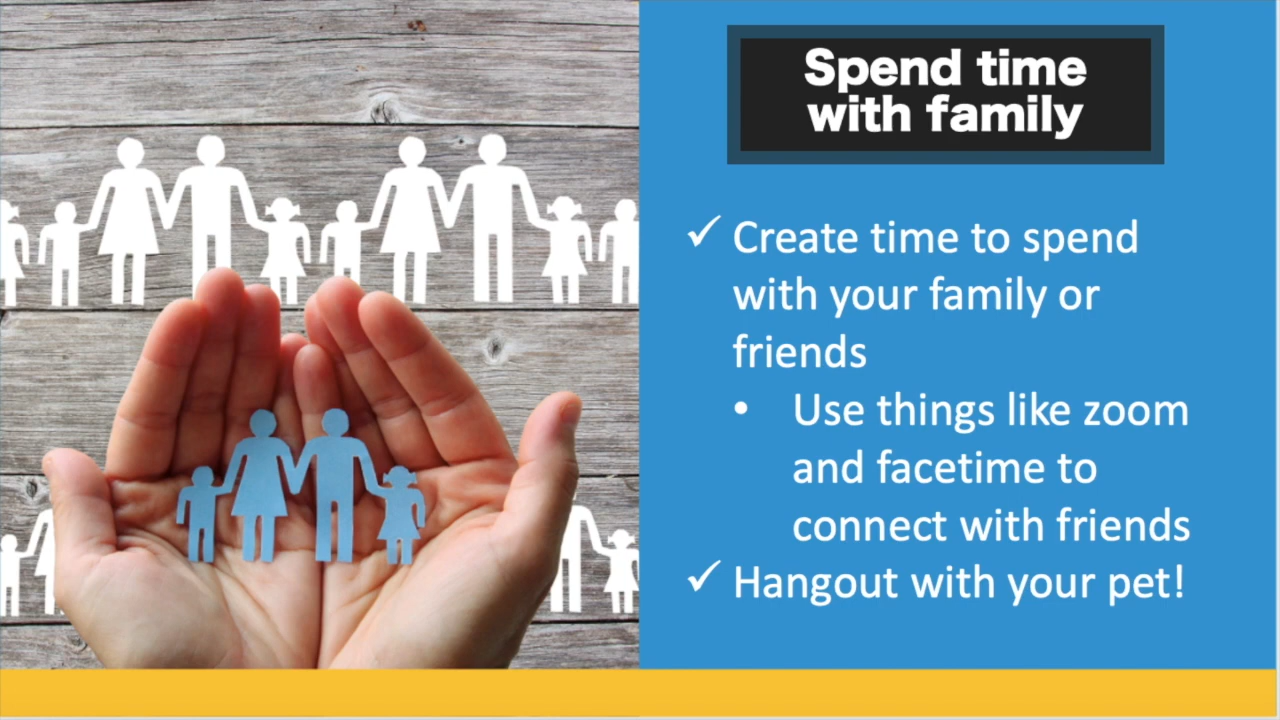 Spend time
with family
✓ Create time to spend
with your family or
friends
• Use things like zoom
and facetime to
connect with friends
✓ Hangout with your pet!